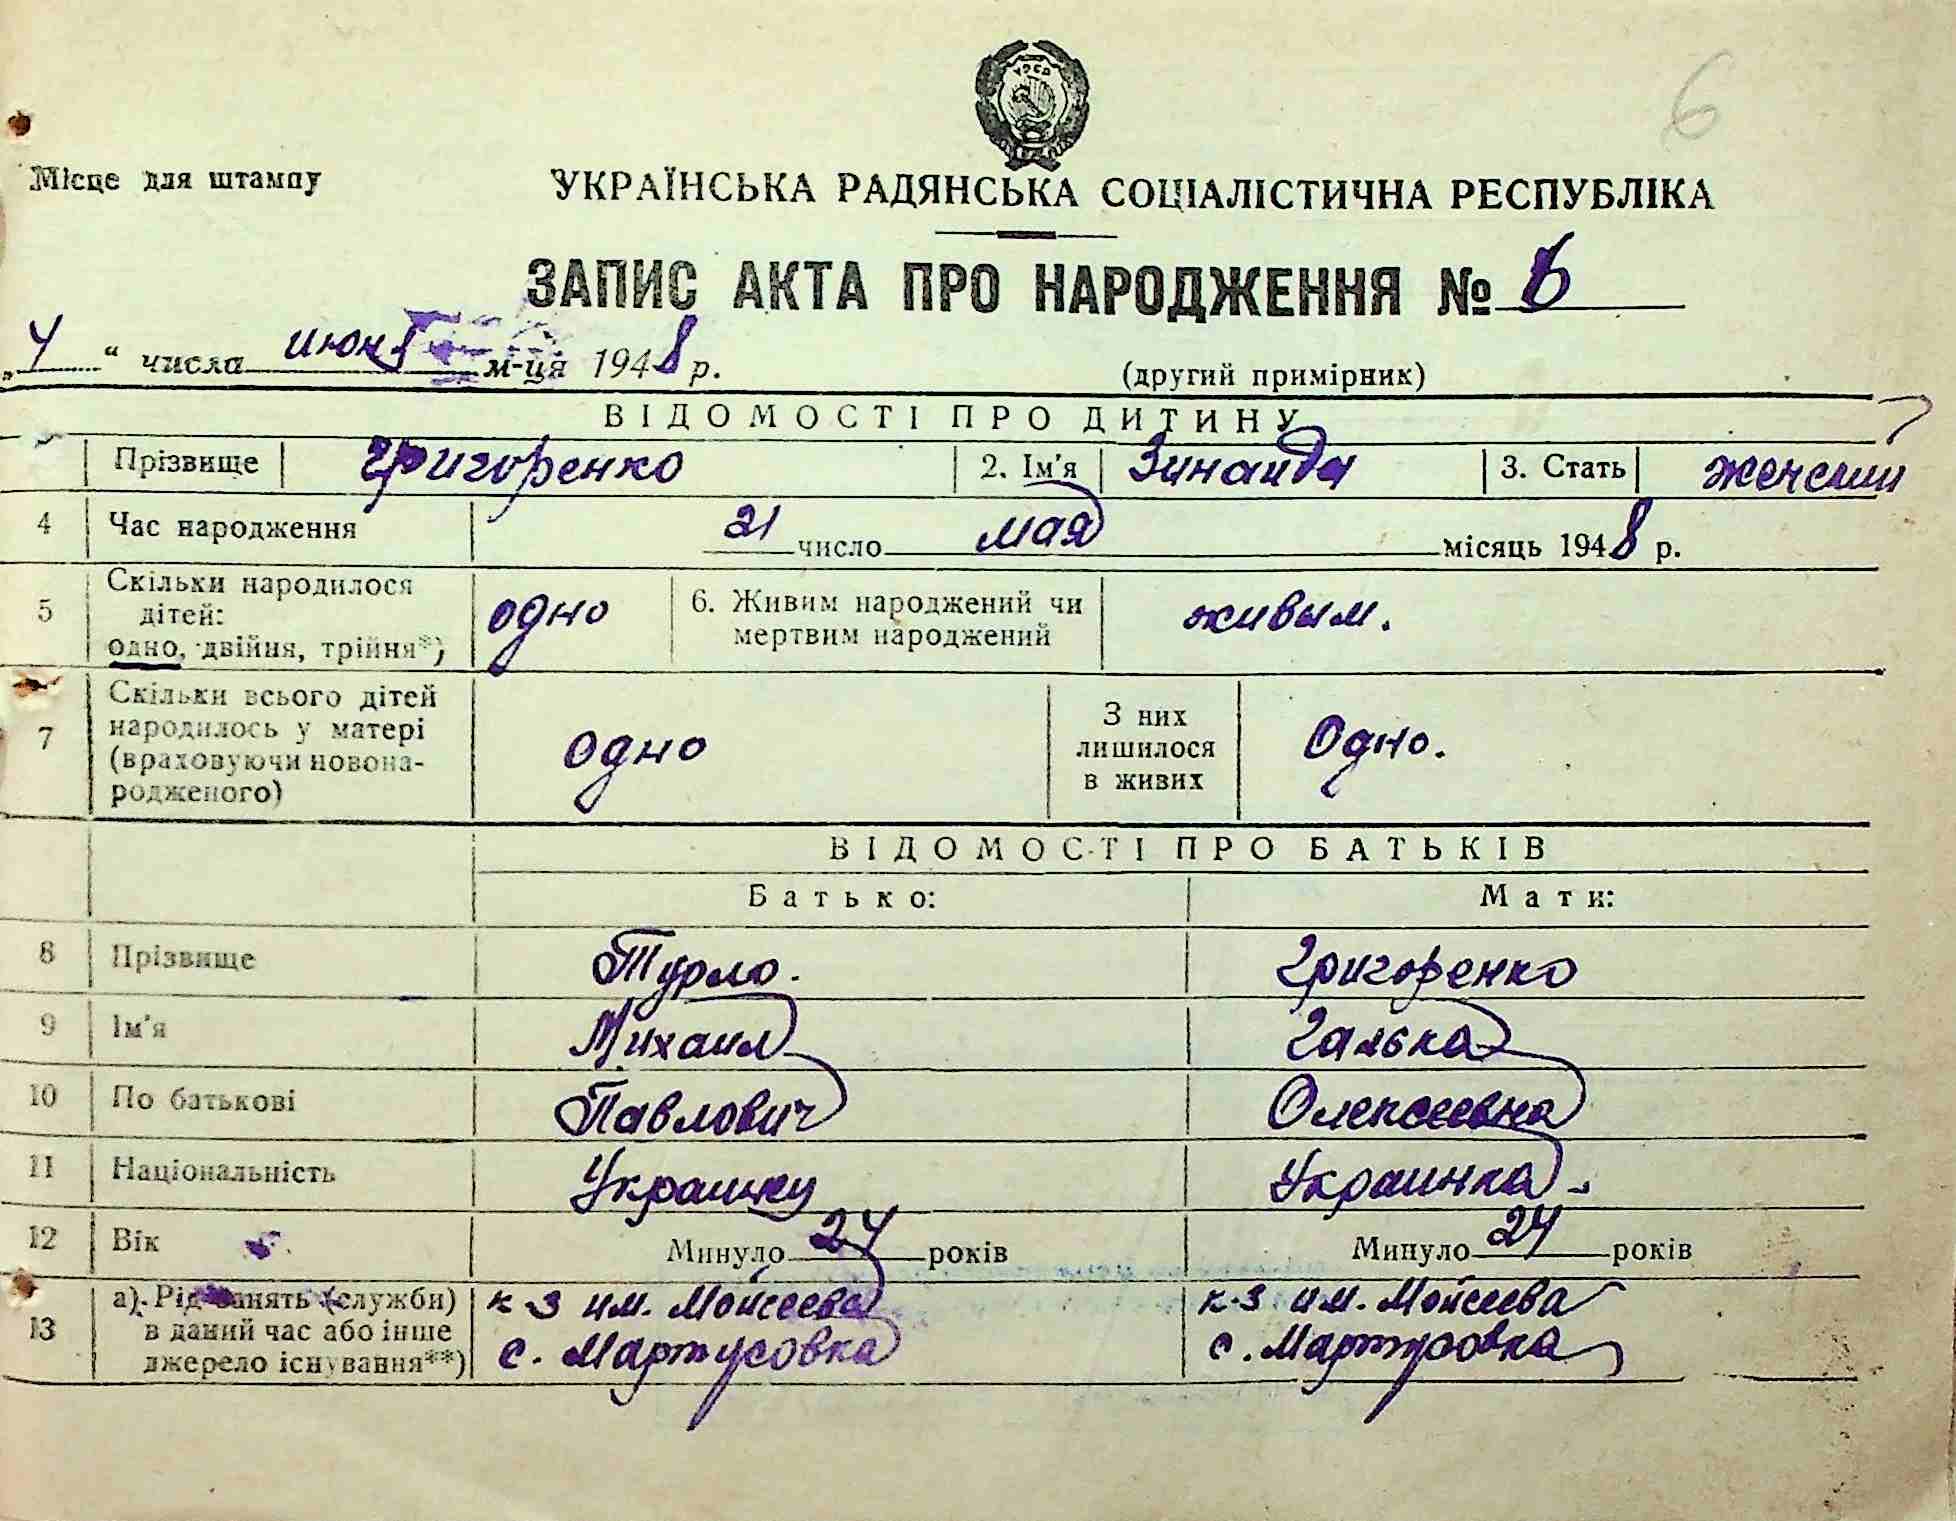 6
УРСР
Місце для штампу
УКРАЇНСЬКА РАДЯНСЬКА СОЦІАЛІСТИЧНА РЕСПУБЛІКА
ЗАПИС АКТА ПРО НАРОДЖЕННЯ № 6
„4“ числа июня м-ця 1948 р.
(другий примірник)
ВІДОМОСТІ ПРО ДИТИНУ
Прізвище Григоренко 2. Ім'я Зинаида 3. Стать женский
4 Час народження 21 число мая місяць 1948 р.
5 Скільки народилося дітей: одно, двійня, трійня*) одно 6. Живим народжений чи мертвим народжений живым.
7 Скільки всього дітей народилось у матері (враховуючи новонародженого) одно З них лишилося в живих Одно.
ВІДОМОСТІ ПРО БАТЬКІВ
Батько: Мати:
8 Прізвище Турло. Григоренко
9 Ім'я Михаил Галька
10 По батькові Павлович Олексеевна
11 Національність Украинец Украинка.
12 Вік Минуло 24 років Минуло 24 років
13 а). Рід занять (служби) в даний час або інше джерело існування**) к-з им. Мойсеева с. Мартусовка к-з им. Мойсеева с. Мартусовка